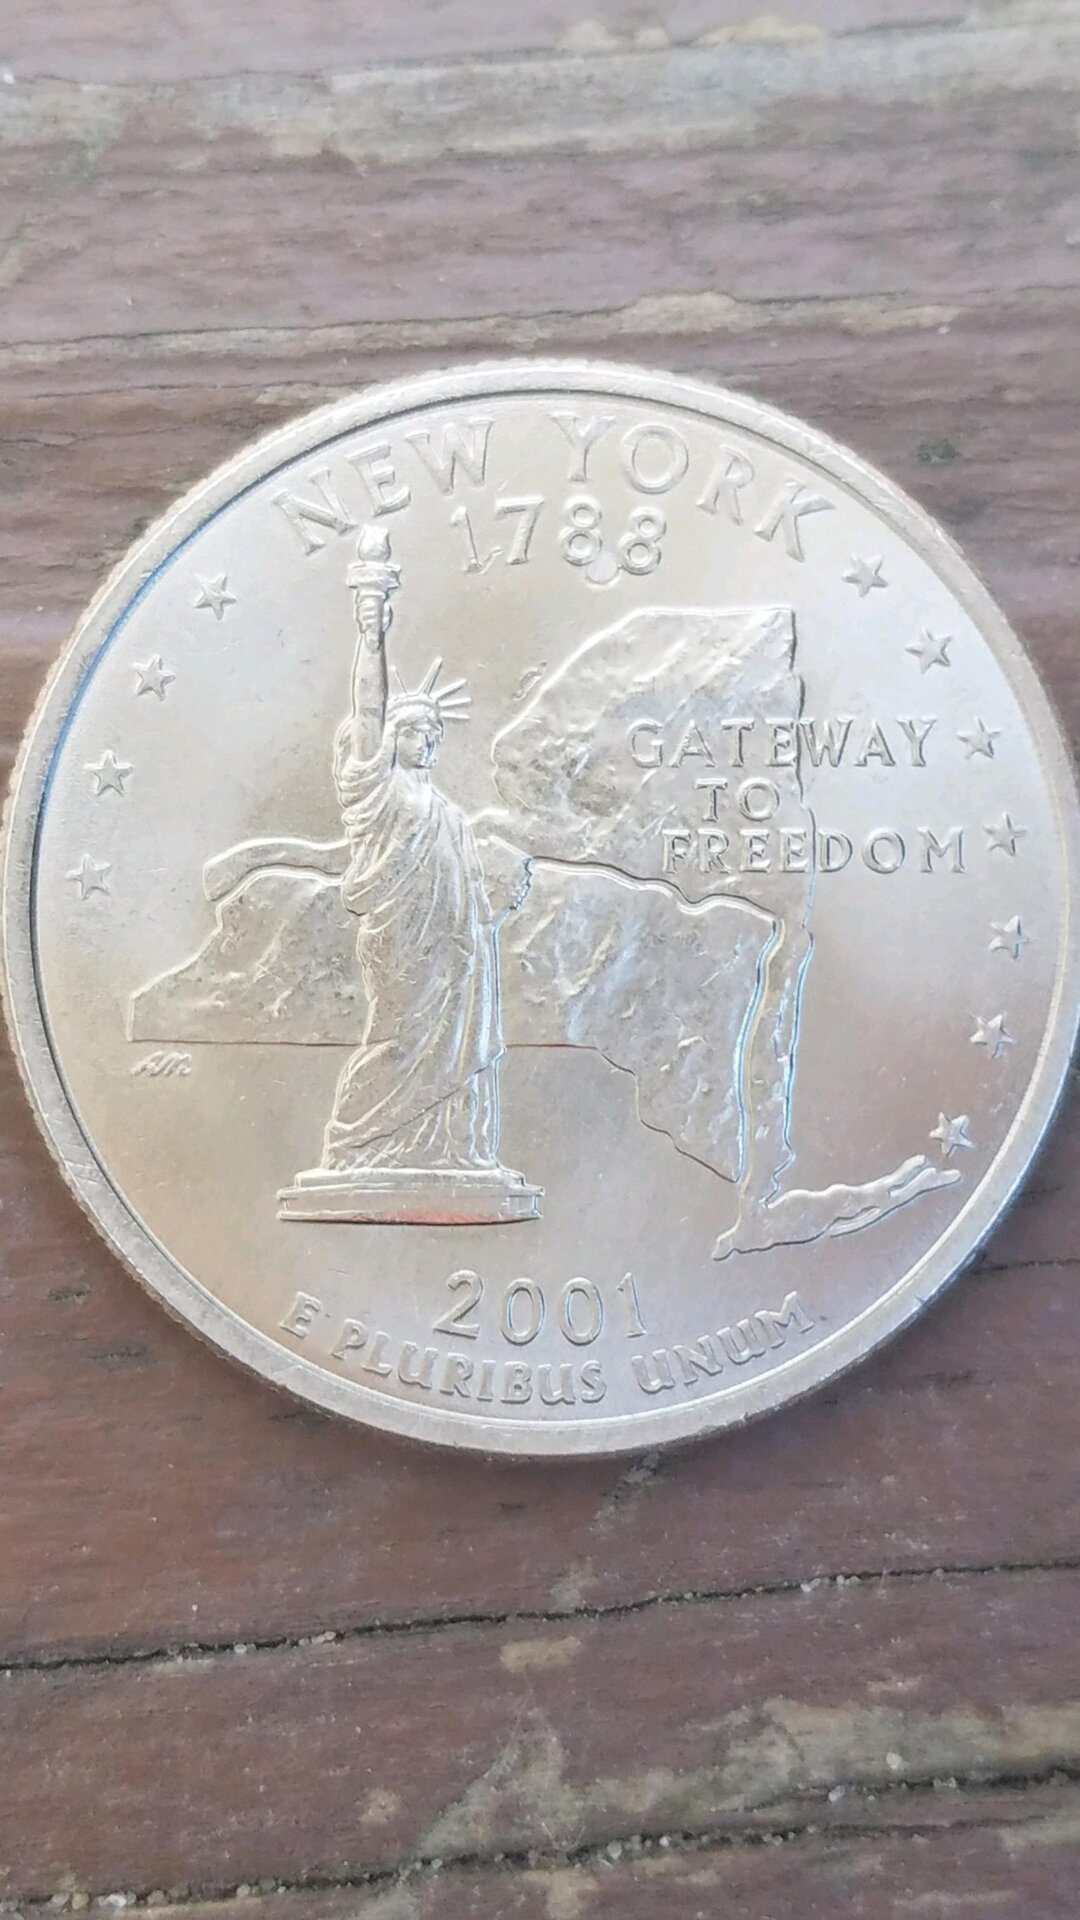 NEW YORK
1788
GATEWAY
TO
FREEDOM
2001
E PLURIBUS UNUM